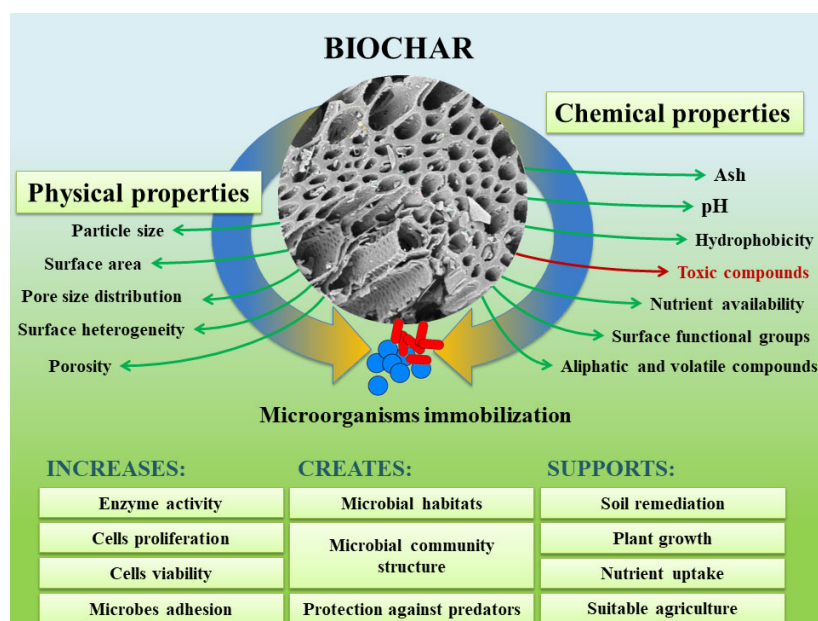 BIOCHAR
Chemical properties
Physical properties
Ash
pH
Hydrophobicity
Toxic compounds
Nutrient availability
Surface functional groups
Aliphatic and volatile compounds
Particle size
Surface area
Pore size distribution
Surface heterogeneity
Porosity
Microorganisms immobilization
INCREASES:
Enzyme activity
Cells proliferation
Cells viability
Microbes adhesion
CREATES:
Microbial habitats
Microbial community
structure
Protection against predators
SUPPORTS:
Soil remediation
Plant growth
Nutrient uptake
Suitable agriculture